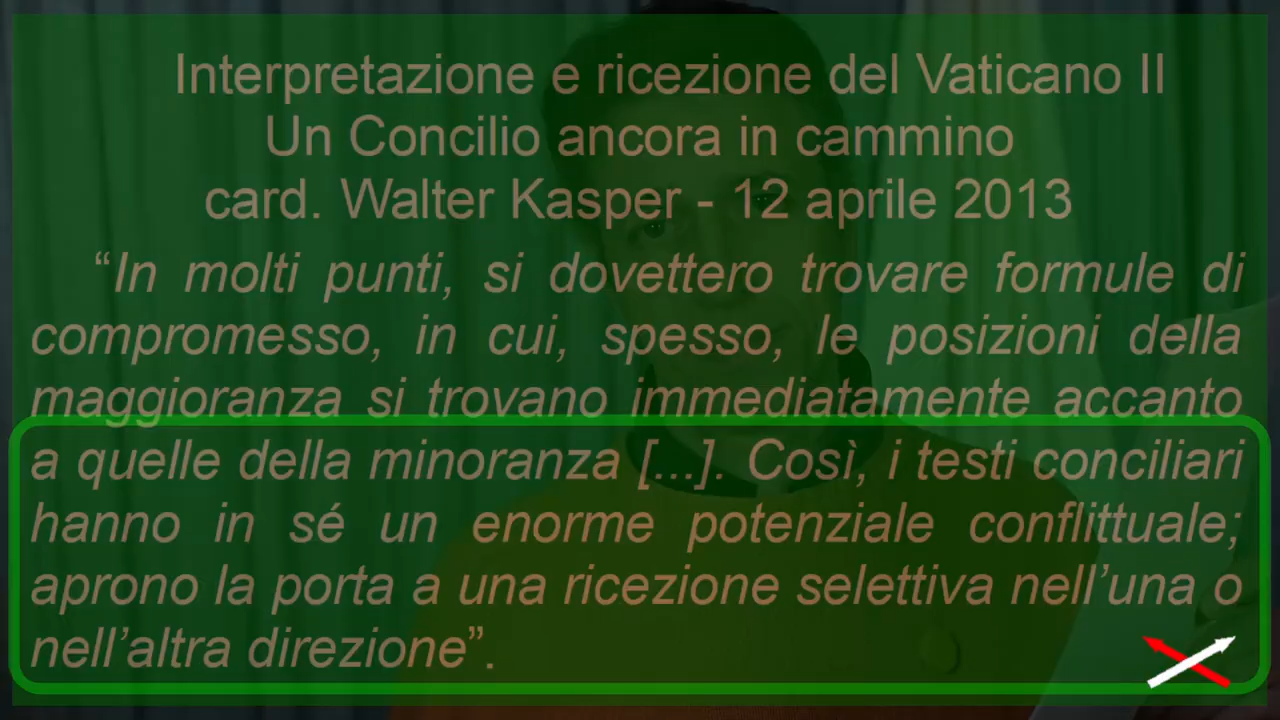 Interpretazione e ricezione del Vaticano II
Un Concilio ancora in cammino
card. Walter Kasper - 12 aprile 2013
“In molti punti, si dovettero trovare formule di
compromesso, in cui, spesso, le posizioni della
maggioranza si trovano immediatamente accanto
a quelle della minoranza [...]. Così, i testi conciliari
hanno in sé un enorme potenziale conflittuale;
aprono la porta a una ricezione selettiva nell’una o
nell’altra direzione”.